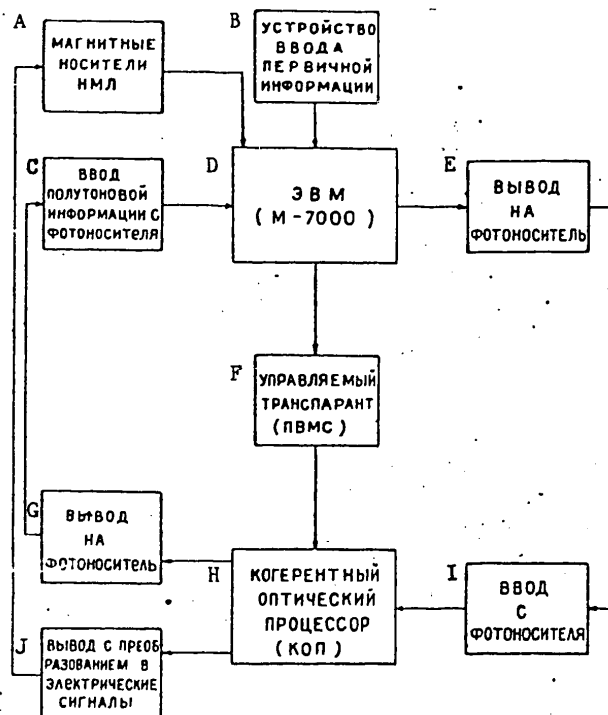 A
МАГНИТНЫЕ
НОСИТЕЛИ
НМЛ
B
УСТРОЙСТВО
ВВОДА
ПЕРВИЧНОЙ
ИНФОРМАЦИИ
C
ВВОД
ПОЛУТОНОВОЙ
ИНФОРМАЦИИ С
ФОТОНОСИТЕЛЯ
D
ЭВМ
(М-7000)
E
ВЫВОД
НА
ФОТОНОСИТЕЛЬ
F
УПРАВЛЯЕМЫЙ
ТРАНСПАРАНТ
(ПВМС)
G
ВЫВОД
НА
ФОТОНОСИТЕЛЬ
H
КОГЕРЕНТНЫЙ
ОПТИЧЕСКИЙ
ПРОЦЕССОР
(КОП)
I
ВВОД
С
ФОТОНОСИТЕЛЯ
J
ВЫВОД С ПРЕОБ
РАЗОВАНИЕМ В
ЭЛЕКТРИЧЕСКИЕ
СИГНАЛЫ